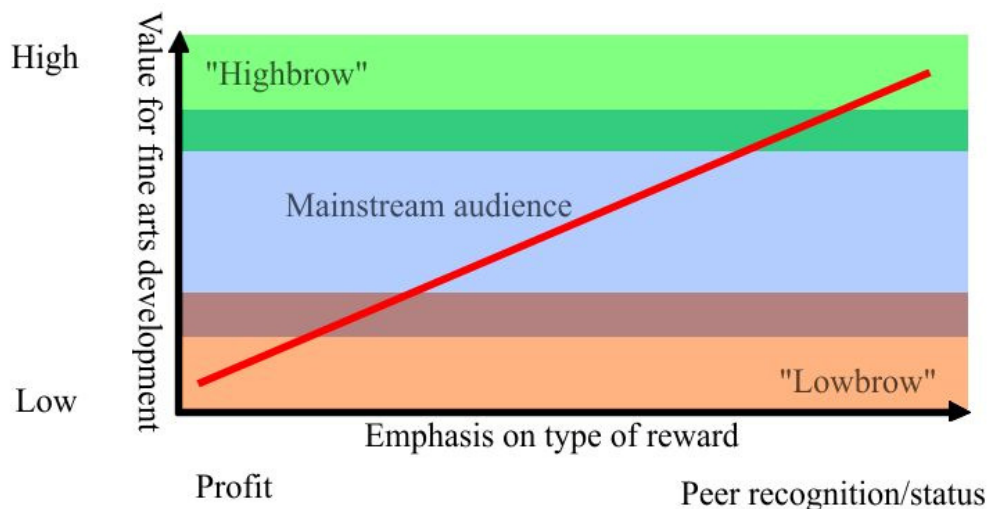 High
Value for fine arts development
"Highbrow"
Mainstream audience
"Lowbrow"
Low
Emphasis on type of reward
Profit
Peer recognition/status